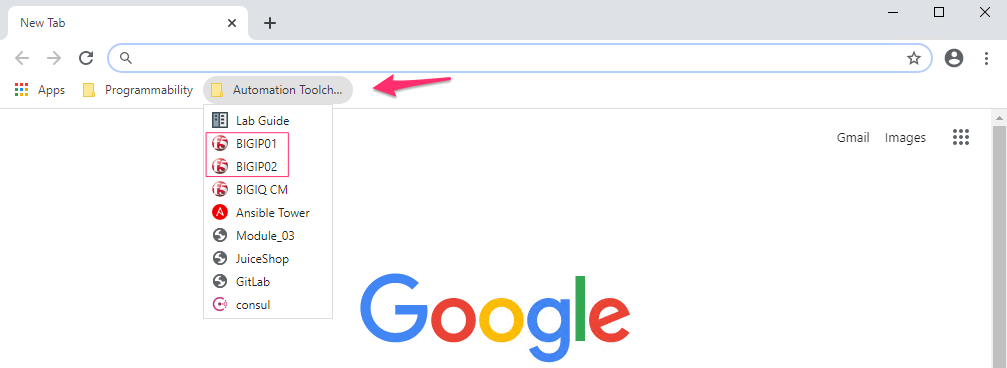 New Tab
Apps Programmability Automation Toolch...
Lab Guide
BIGIP01
BIGIP02
BIGIQ CM
Ansible Tower
Module_03
JuiceShop
GitLab
consul
Gmail Images
Google